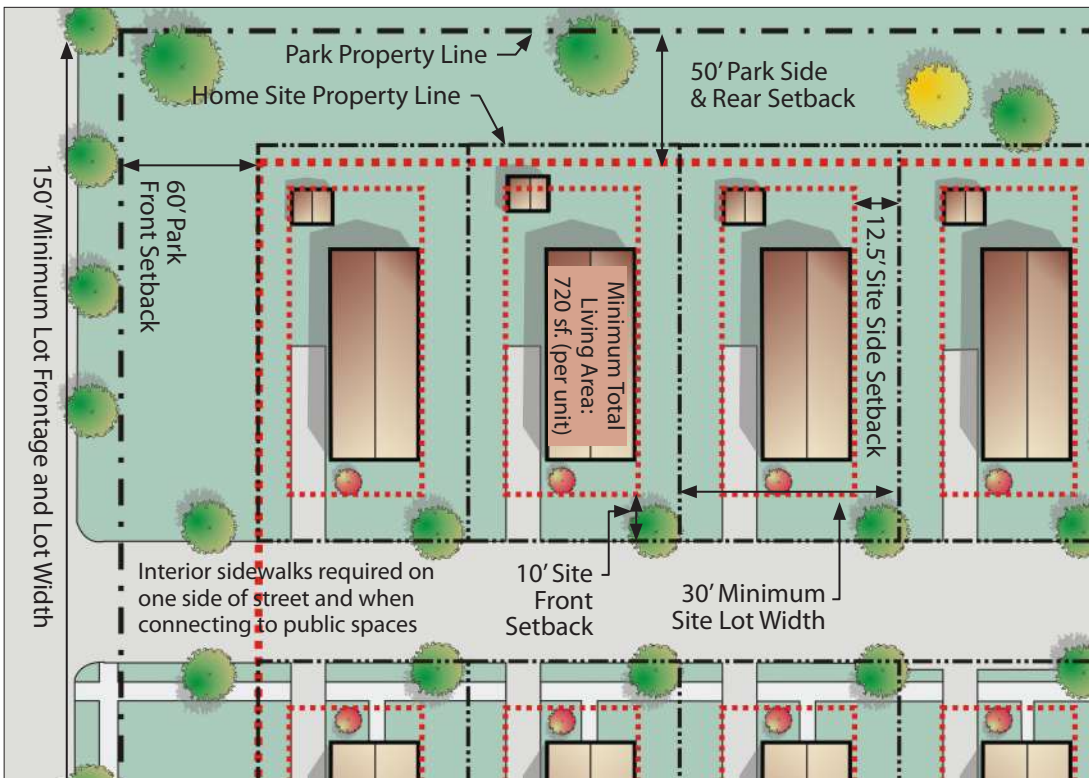 Park Property Line
Home Site Property Line
50’ Park Side
& Rear Setback
150’ Minimum Lot Frontage and Lot Width
60’ Park
Front Setback
Minimum Total
Living Area:
720 sf. (per unit)
12.5’ Site Side Setback
Interior sidewalks required on
one side of street and when
connecting to public spaces
10’ Site
Front
Setback
30’ Minimum
Site Lot Width